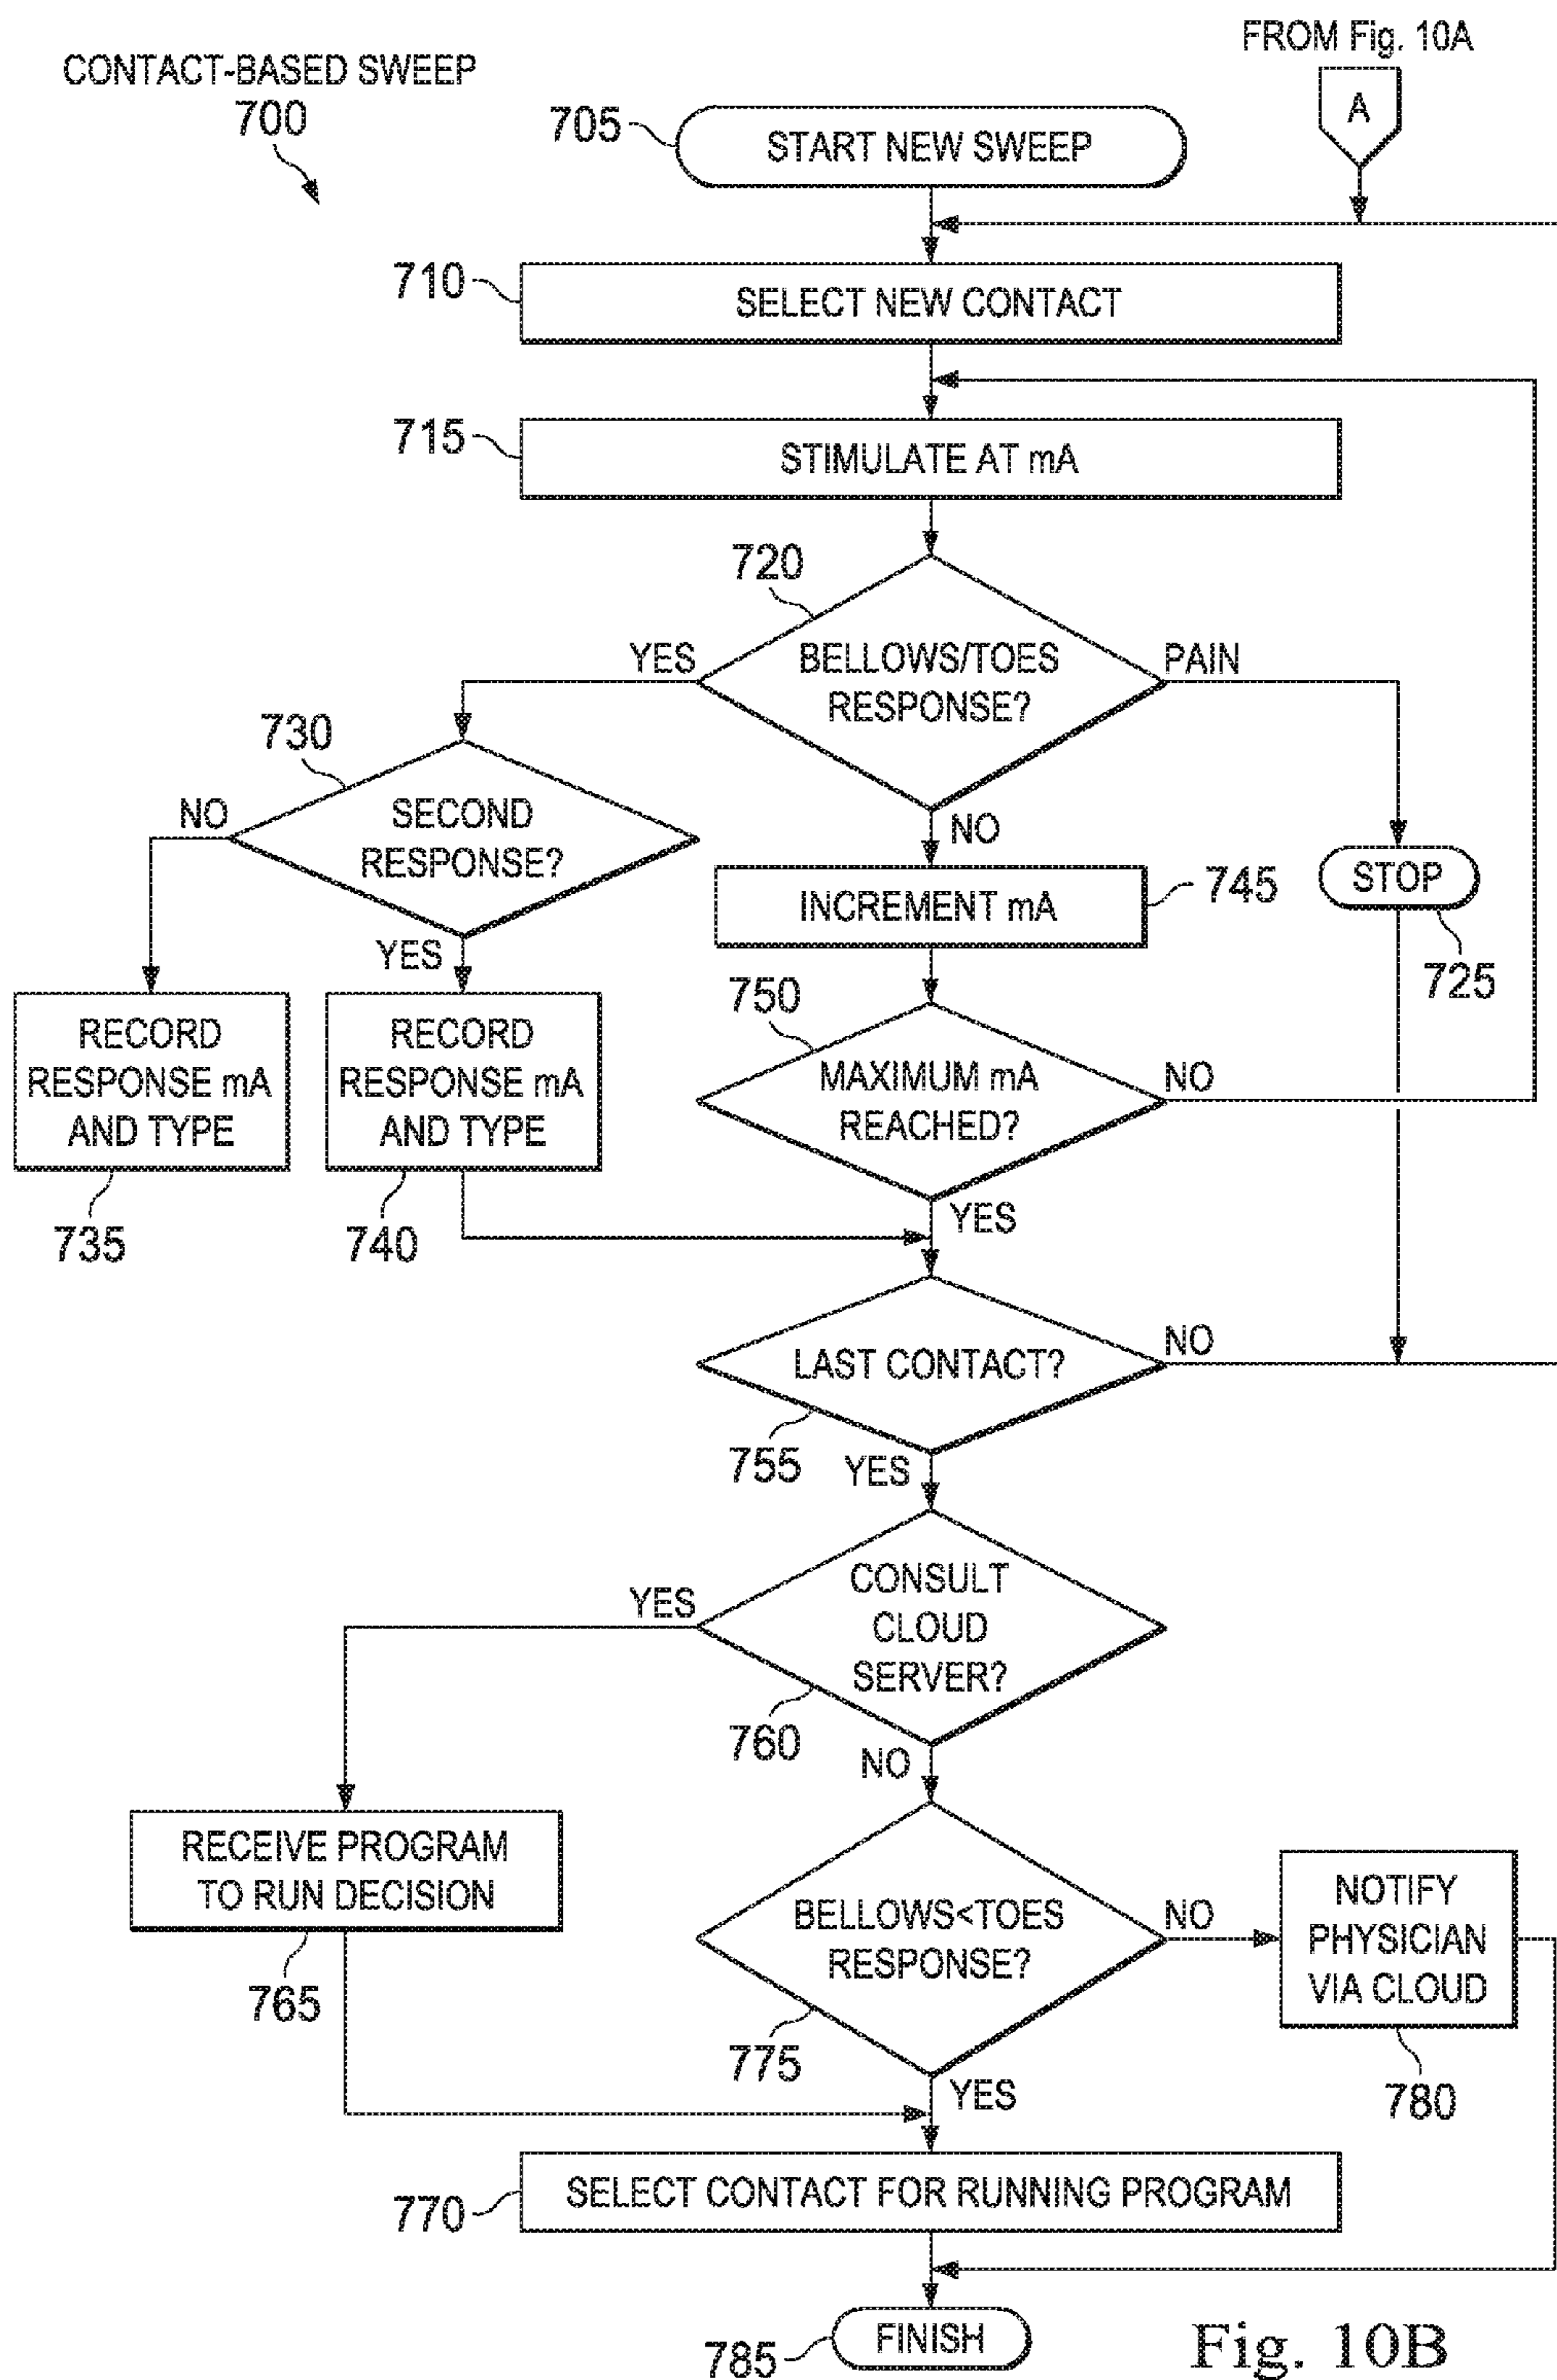 FROM Fig. 10A
CONTACT-BASED SWEEP
700
A
705
START NEW SWEEP
710
SELECT NEW CONTACT
715
STIMULATE AT mA
720
YES
BELLOWS/TOES
RESPONSE?
PAIN
730
NO
SECOND
RESPONSE?
NO
YES
INCREMENT mA
745
STOP
725
RECORD
RESPONSE mA
AND TYPE
735
RECORD
RESPONSE mA
AND TYPE
740
750
MAXIMUM mA
REACHED?
NO
YES
LAST CONTACT?
NO
755
YES
CONSULT
CLOUD
SERVER?
YES
760
NO
RECEIVE PROGRAM
TO RUN DECISION
765
BELLOWS<TOES
RESPONSE?
NO
775
YES
NOTIFY
PHYSICIAN
VIA CLOUD
780
SELECT CONTACT FOR RUNNING PROGRAM
770
FINISH
785
Fig. 10B